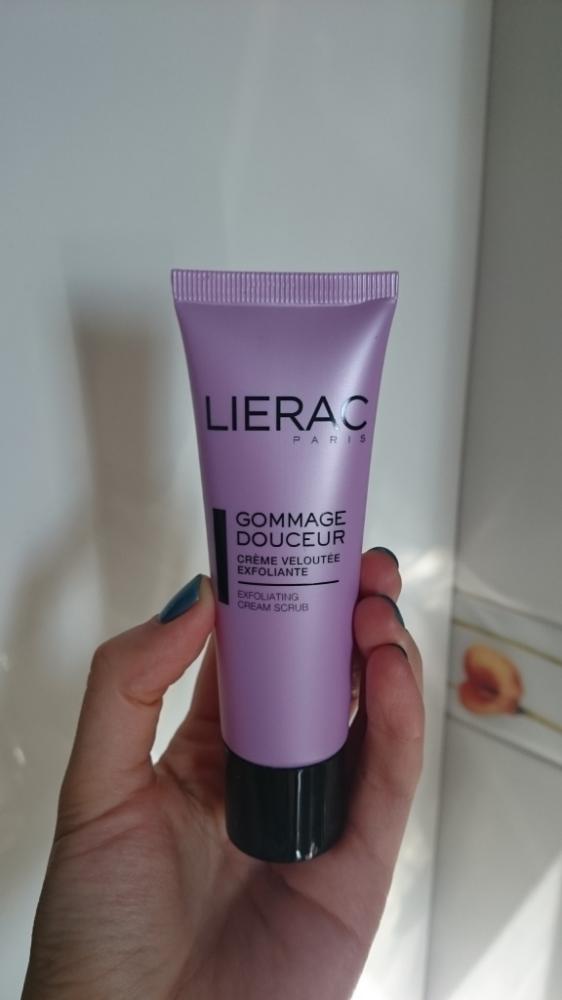 LIERAC
PARIS
GOMMAGE
DOUCEUR
CRÈME VELOUTÉE
EXFOLIANTE
EXFOLIATING
CREAM SCRUB